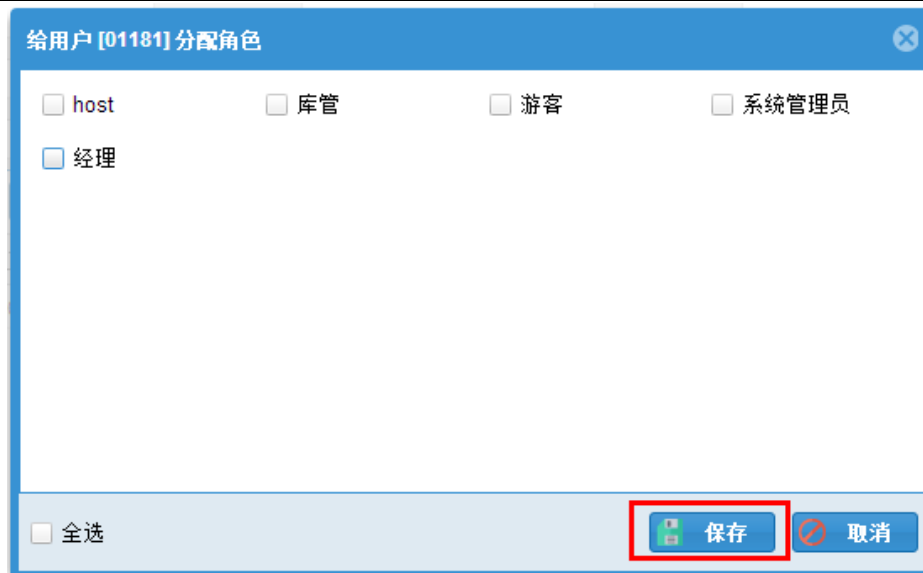 给用户 [01181] 分配角色
host 库管 游客 系统管理员
经理
全选 保存 取消